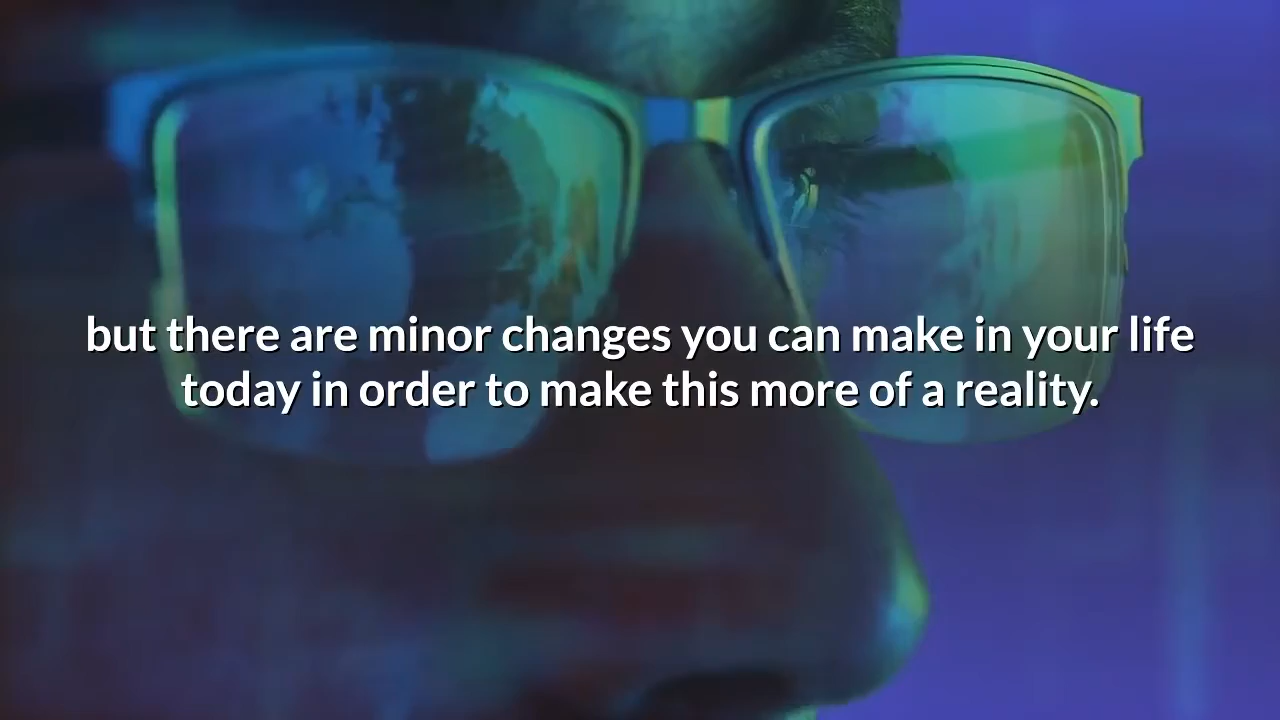 but there are minor changes you can make in your life
today in order to make this more of a reality.